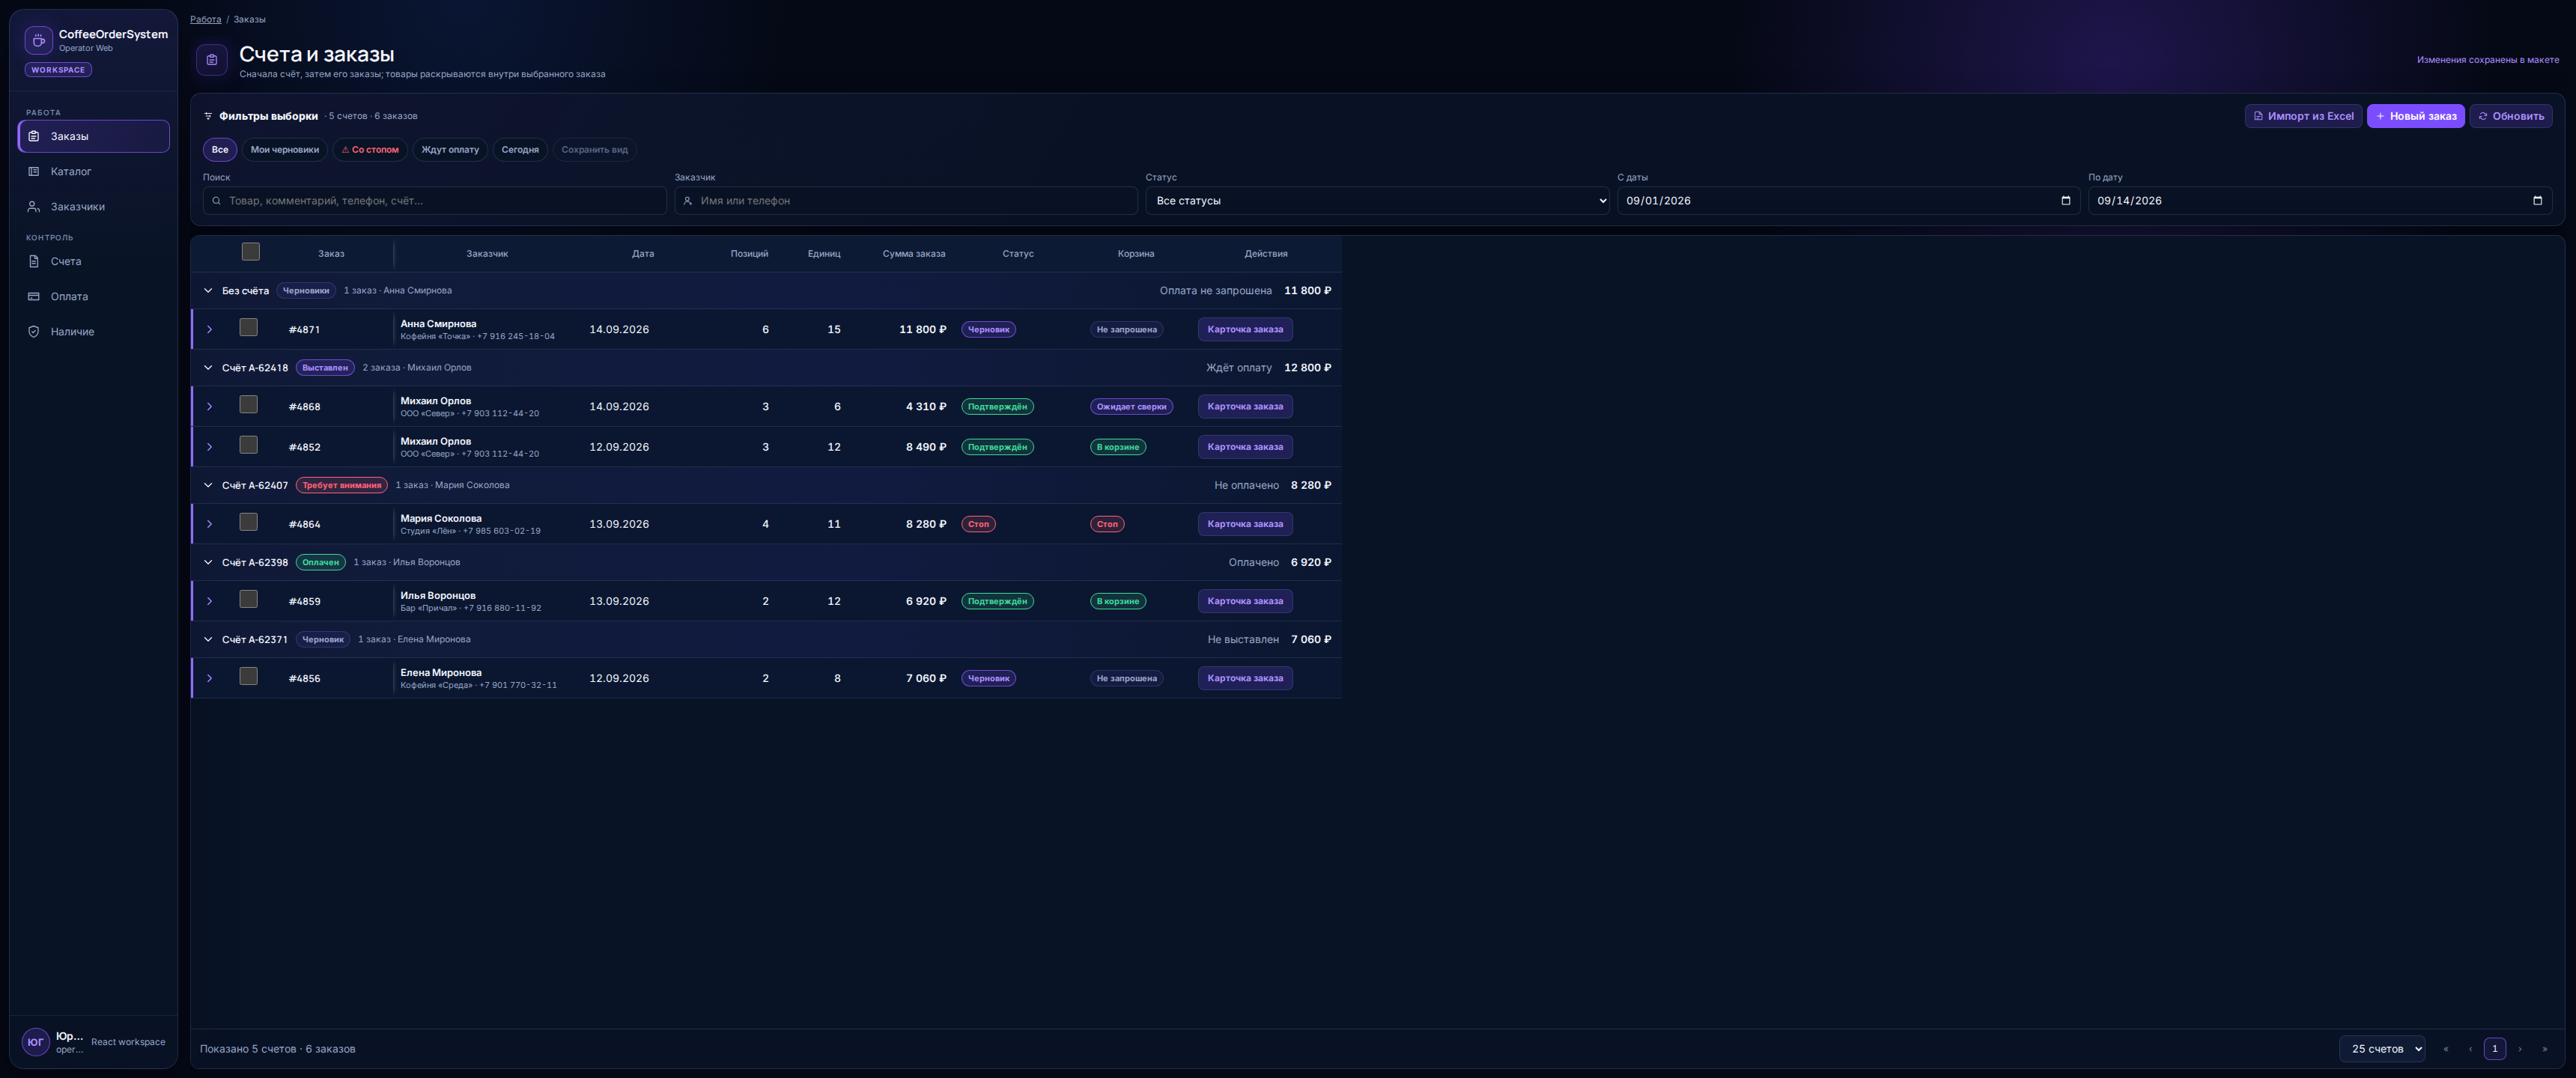 CoffeeOrderSystem
Operator Web
WORKSPACE
РАБОТА
Заказы
Каталог
Заказчики
КОНТРОЛЬ
Счета
Оплата
Наличие
ЮГ
Юр...
oper...
React workspace
Работа / Заказы
Счета и заказы
Сначала счёт, затем его заказы; товары раскрываются внутри выбранного заказа
Изменения сохранены в макете
Фильтры выборки · 5 счетов · 6 заказов
Импорт из Excel
+ Новый заказ
Обновить
Все
Мои черновики
⚠ Со стопом
Ждут оплату
Сегодня
Сохранить вид
Поиск
Заказчик
Статус
С даты
По дату
Товар, комментарий, телефон, счёт...
Имя или телефон
Все статусы
09/01/2026
09/14/2026
Заказ Заказчик Дата Позиций Единиц Сумма заказа Статус Корзина Действия
Без счёта Черновики 1 заказ · Анна Смирнова Оплата не запрошена 11 800 ₽
#4871 Анна Смирнова 14.09.2026 6 15 11 800 ₽ Черновик Не запрошена Карточка заказа
Кофейня «Точка» · +7 916 245-18-04
Счёт А-62418 Выставлен 2 заказа · Михаил Орлов Ждёт оплату 12 800 ₽
#4868 Михаил Орлов 14.09.2026 3 6 4 310 ₽ Подтверждён Ожидает сверки Карточка заказа
ООО «Север» · +7 903 112-44-20
#4852 Михаил Орлов 12.09.2026 3 12 8 490 ₽ Подтверждён В корзине Карточка заказа
ООО «Север» · +7 903 112-44-20
Счёт А-62407 Требует внимания 1 заказ · Мария Соколова Не оплачено 8 280 ₽
#4864 Мария Соколова 13.09.2026 4 11 8 280 ₽ Стоп Стоп Карточка заказа
Студия «Лён» · +7 985 603-02-19
Счёт А-62398 Оплачен 1 заказ · Илья Воронцов Оплачено 6 920 ₽
#4859 Илья Воронцов 13.09.2026 2 12 6 920 ₽ Подтверждён В корзине Карточка заказа
Бар «Причал» · +7 916 880-11-92
Счёт А-62371 Черновик 1 заказ · Елена Миронова Не выставлен 7 060 ₽
#4856 Елена Миронова 12.09.2026 2 8 7 060 ₽ Черновик Не запрошена Карточка заказа
Кофейня «Среда» · +7 901 770-32-11
Показано 5 счетов · 6 заказов
25 счетов « ‹ 1 › »